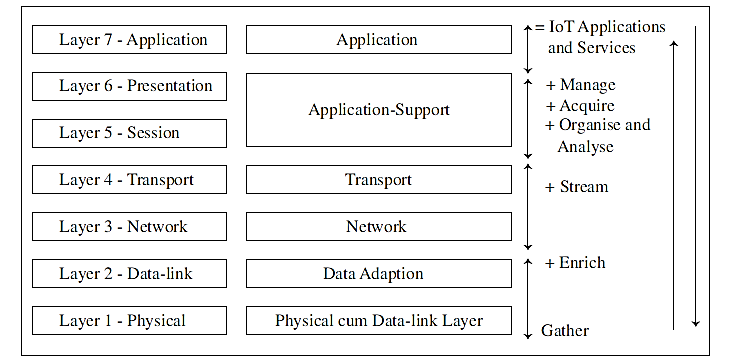 Layer 7 - Application
Application
= IoT Applications
and Services
Layer 6 - Presentation
Application-Support
+ Manage
+ Acquire
+ Organise and
Analyse
Layer 5 - Session
Layer 4 - Transport
Transport
+ Stream
Layer 3 - Network
Network
Layer 2 - Data-link
Data Adaption
+ Enrich
Layer 1 - Physical
Physical cum Data-link Layer
Gather